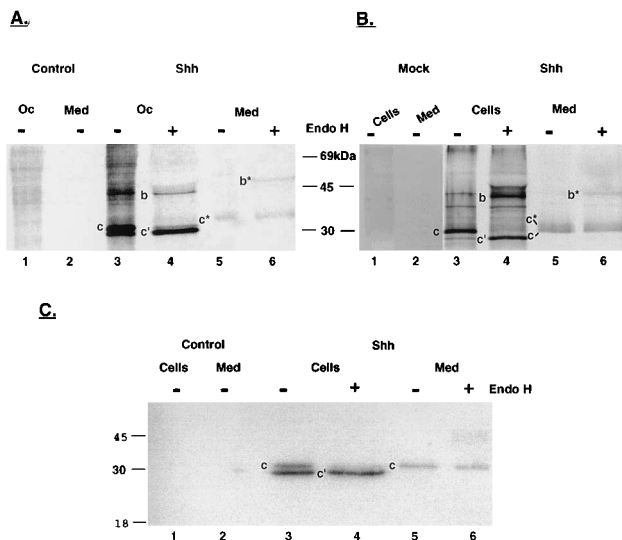 A.
Control Shh
Oc Med Oc Med
- - - + - +
Endo H
69kDa
45
30
b
c
c'
b*
c*
1 2 3 4 5 6
B.
Mock Shh
Cells Med Cells Med
- - - + - +
b
c
c'
b*
c*
c'
1 2 3 4 5 6
C.
Control Shh
Cells Med Cells Med
- - - + - + Endo H
45
30
18
c c' c
1 2 3 4 5 6